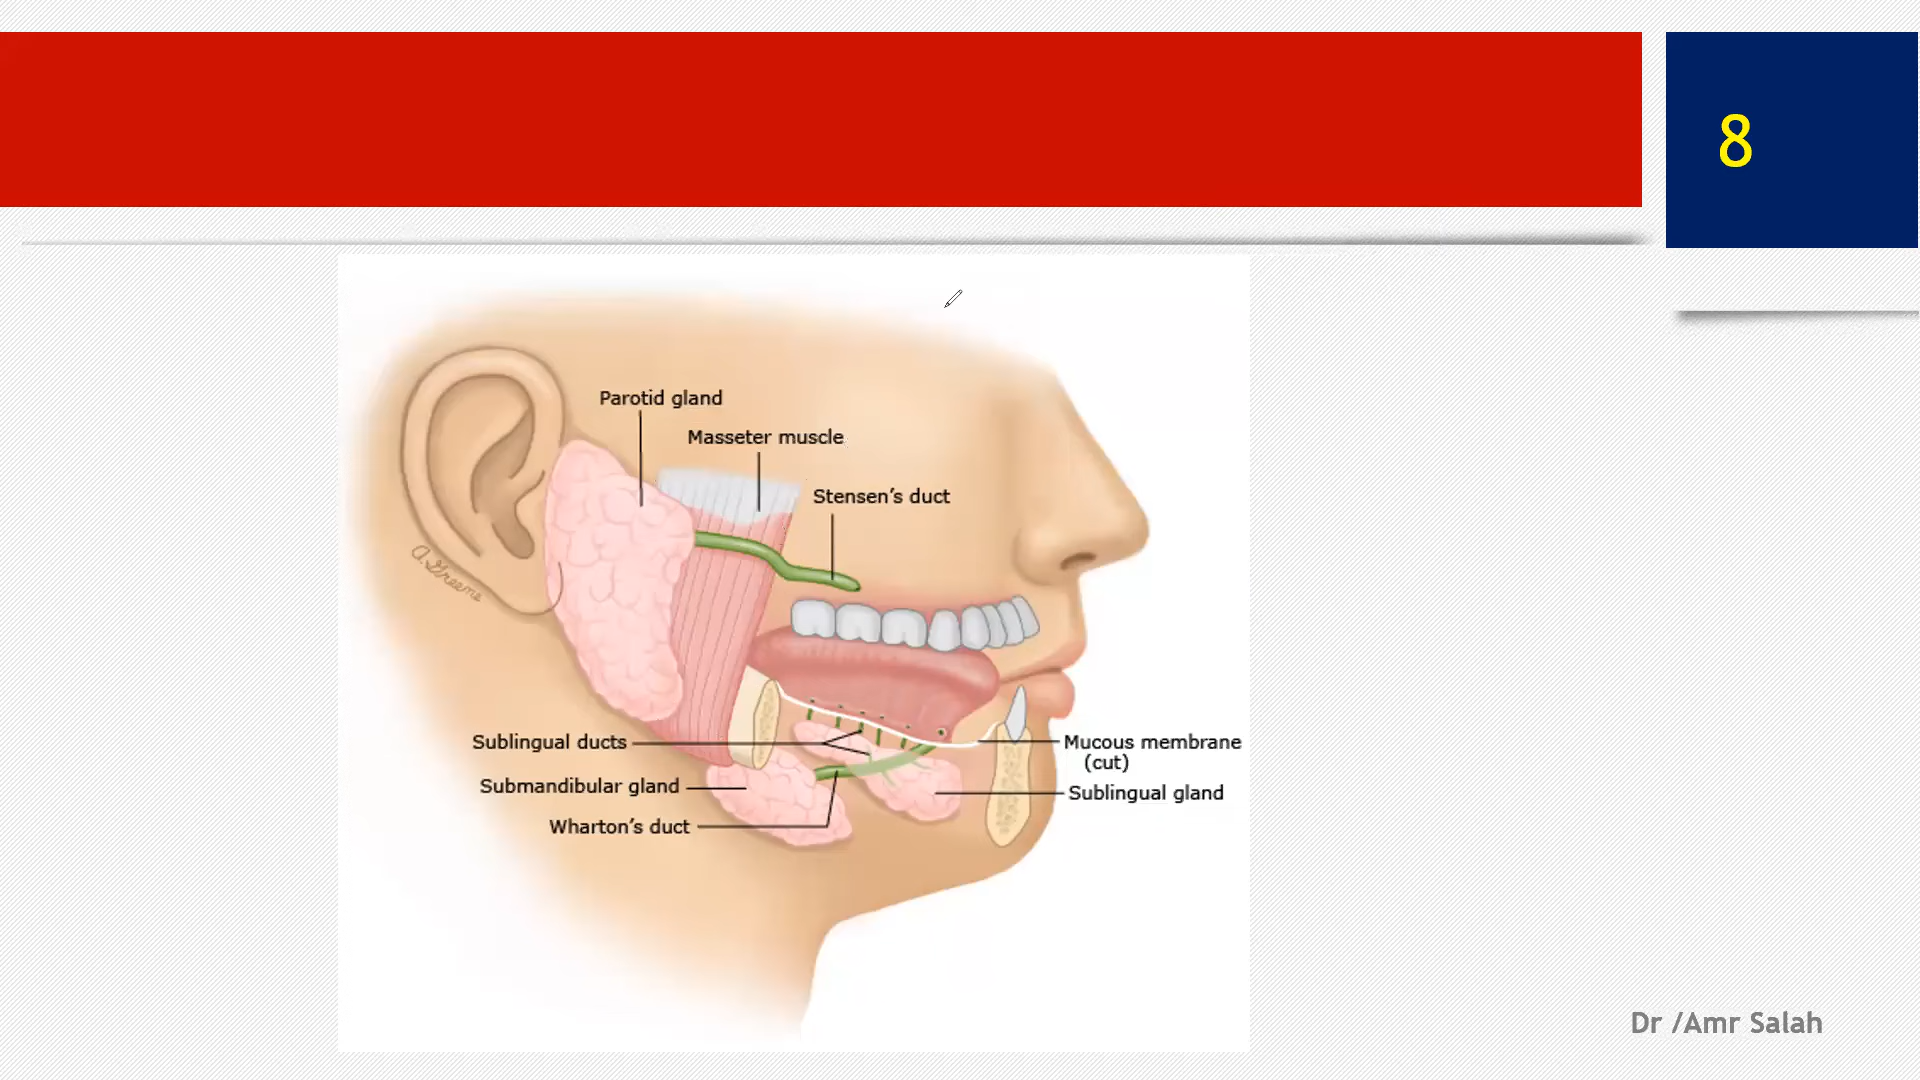 8
Parotid gland
Masseter muscle
Stensen’s duct
A. Greene
Sublingual ducts
Submandibular gland
Wharton’s duct
Mucous membrane
(cut)
Sublingual gland
Dr /Amr Salah